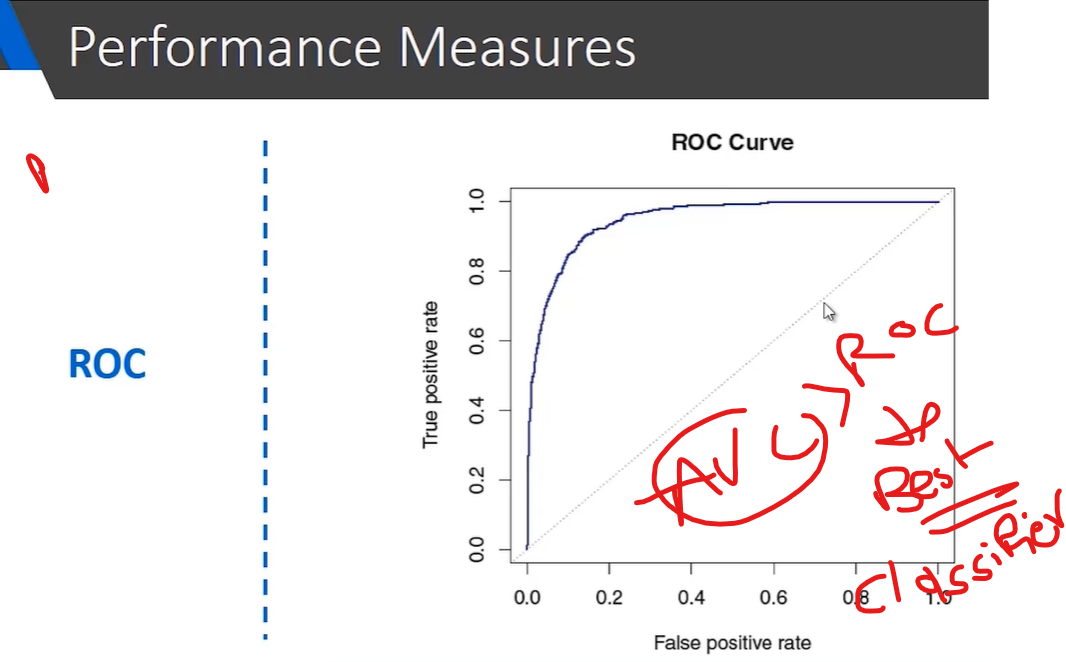 Performance Measures
ROC
ROC Curve
True positive rate
1.0
0.8
0.6
0.4
0.2
0.0
0.0 0.2 0.4 0.6 0.8 1.0
False positive rate
AUC
ROC
Best
Classifier